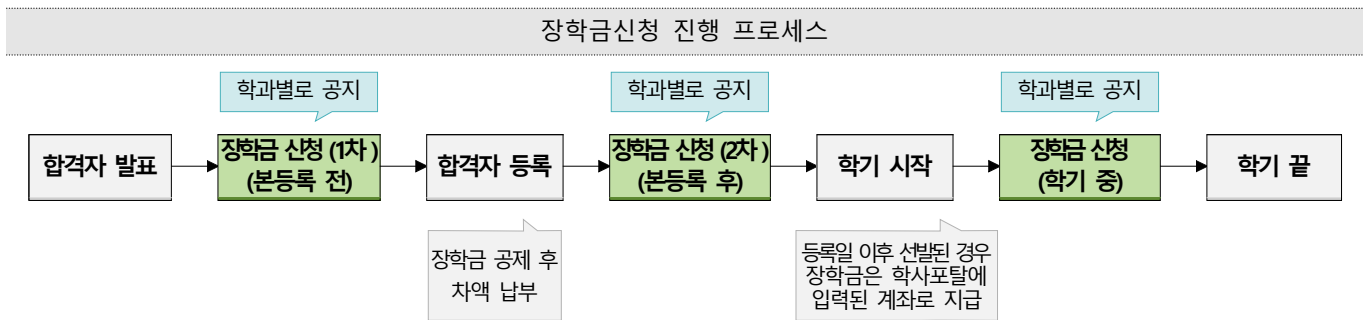 장학금신청 진행 프로세스
학과별로 공지
학과별로 공지
학과별로 공지
합격자 발표
장학금 신청 (1차 )
(본등록 전)
합격자 등록
장학금 신청 (2차 )
(본등록 후)
학기 시작
장학금 신청
(학기 중)
학기 끝
장학금 공제 후
차액 납부
등록일 이후 선발된 경우
장학금은 학사포탈에
입력된 계좌로 지급